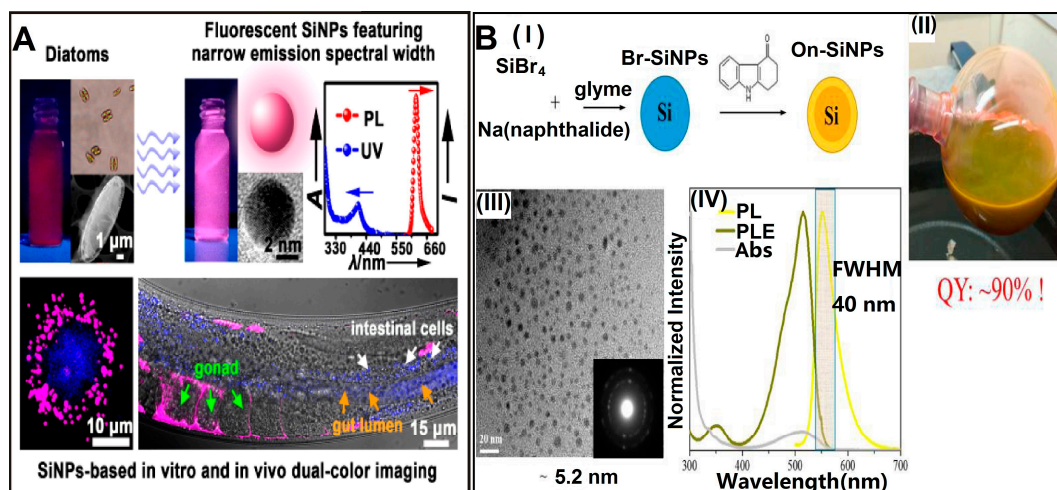 A
Diatoms
Fluorescent SiNPs featuring
narrow emission spectral width
1 μm
2 nm
A
PL
UV
I
330 440 550 660
λ/nm
10 μm
intestinal cells
gonad
gut lumen
15 μm
SiNPs-based in vitro and in vivo dual-color imaging
B
(I)
SiBr4
+
Na(naphthalide)
glyme
Br-SiNPs
Si
O
N
H
On-SiNPs
Si
(II)
QY: ~90% !
(III)
20 nm
~ 5.2 nm
(IV)
PL
PLE
Abs
FWHM
40 nm
Normalized Intensity
300 400 500 600 700
Wavelength(nm)